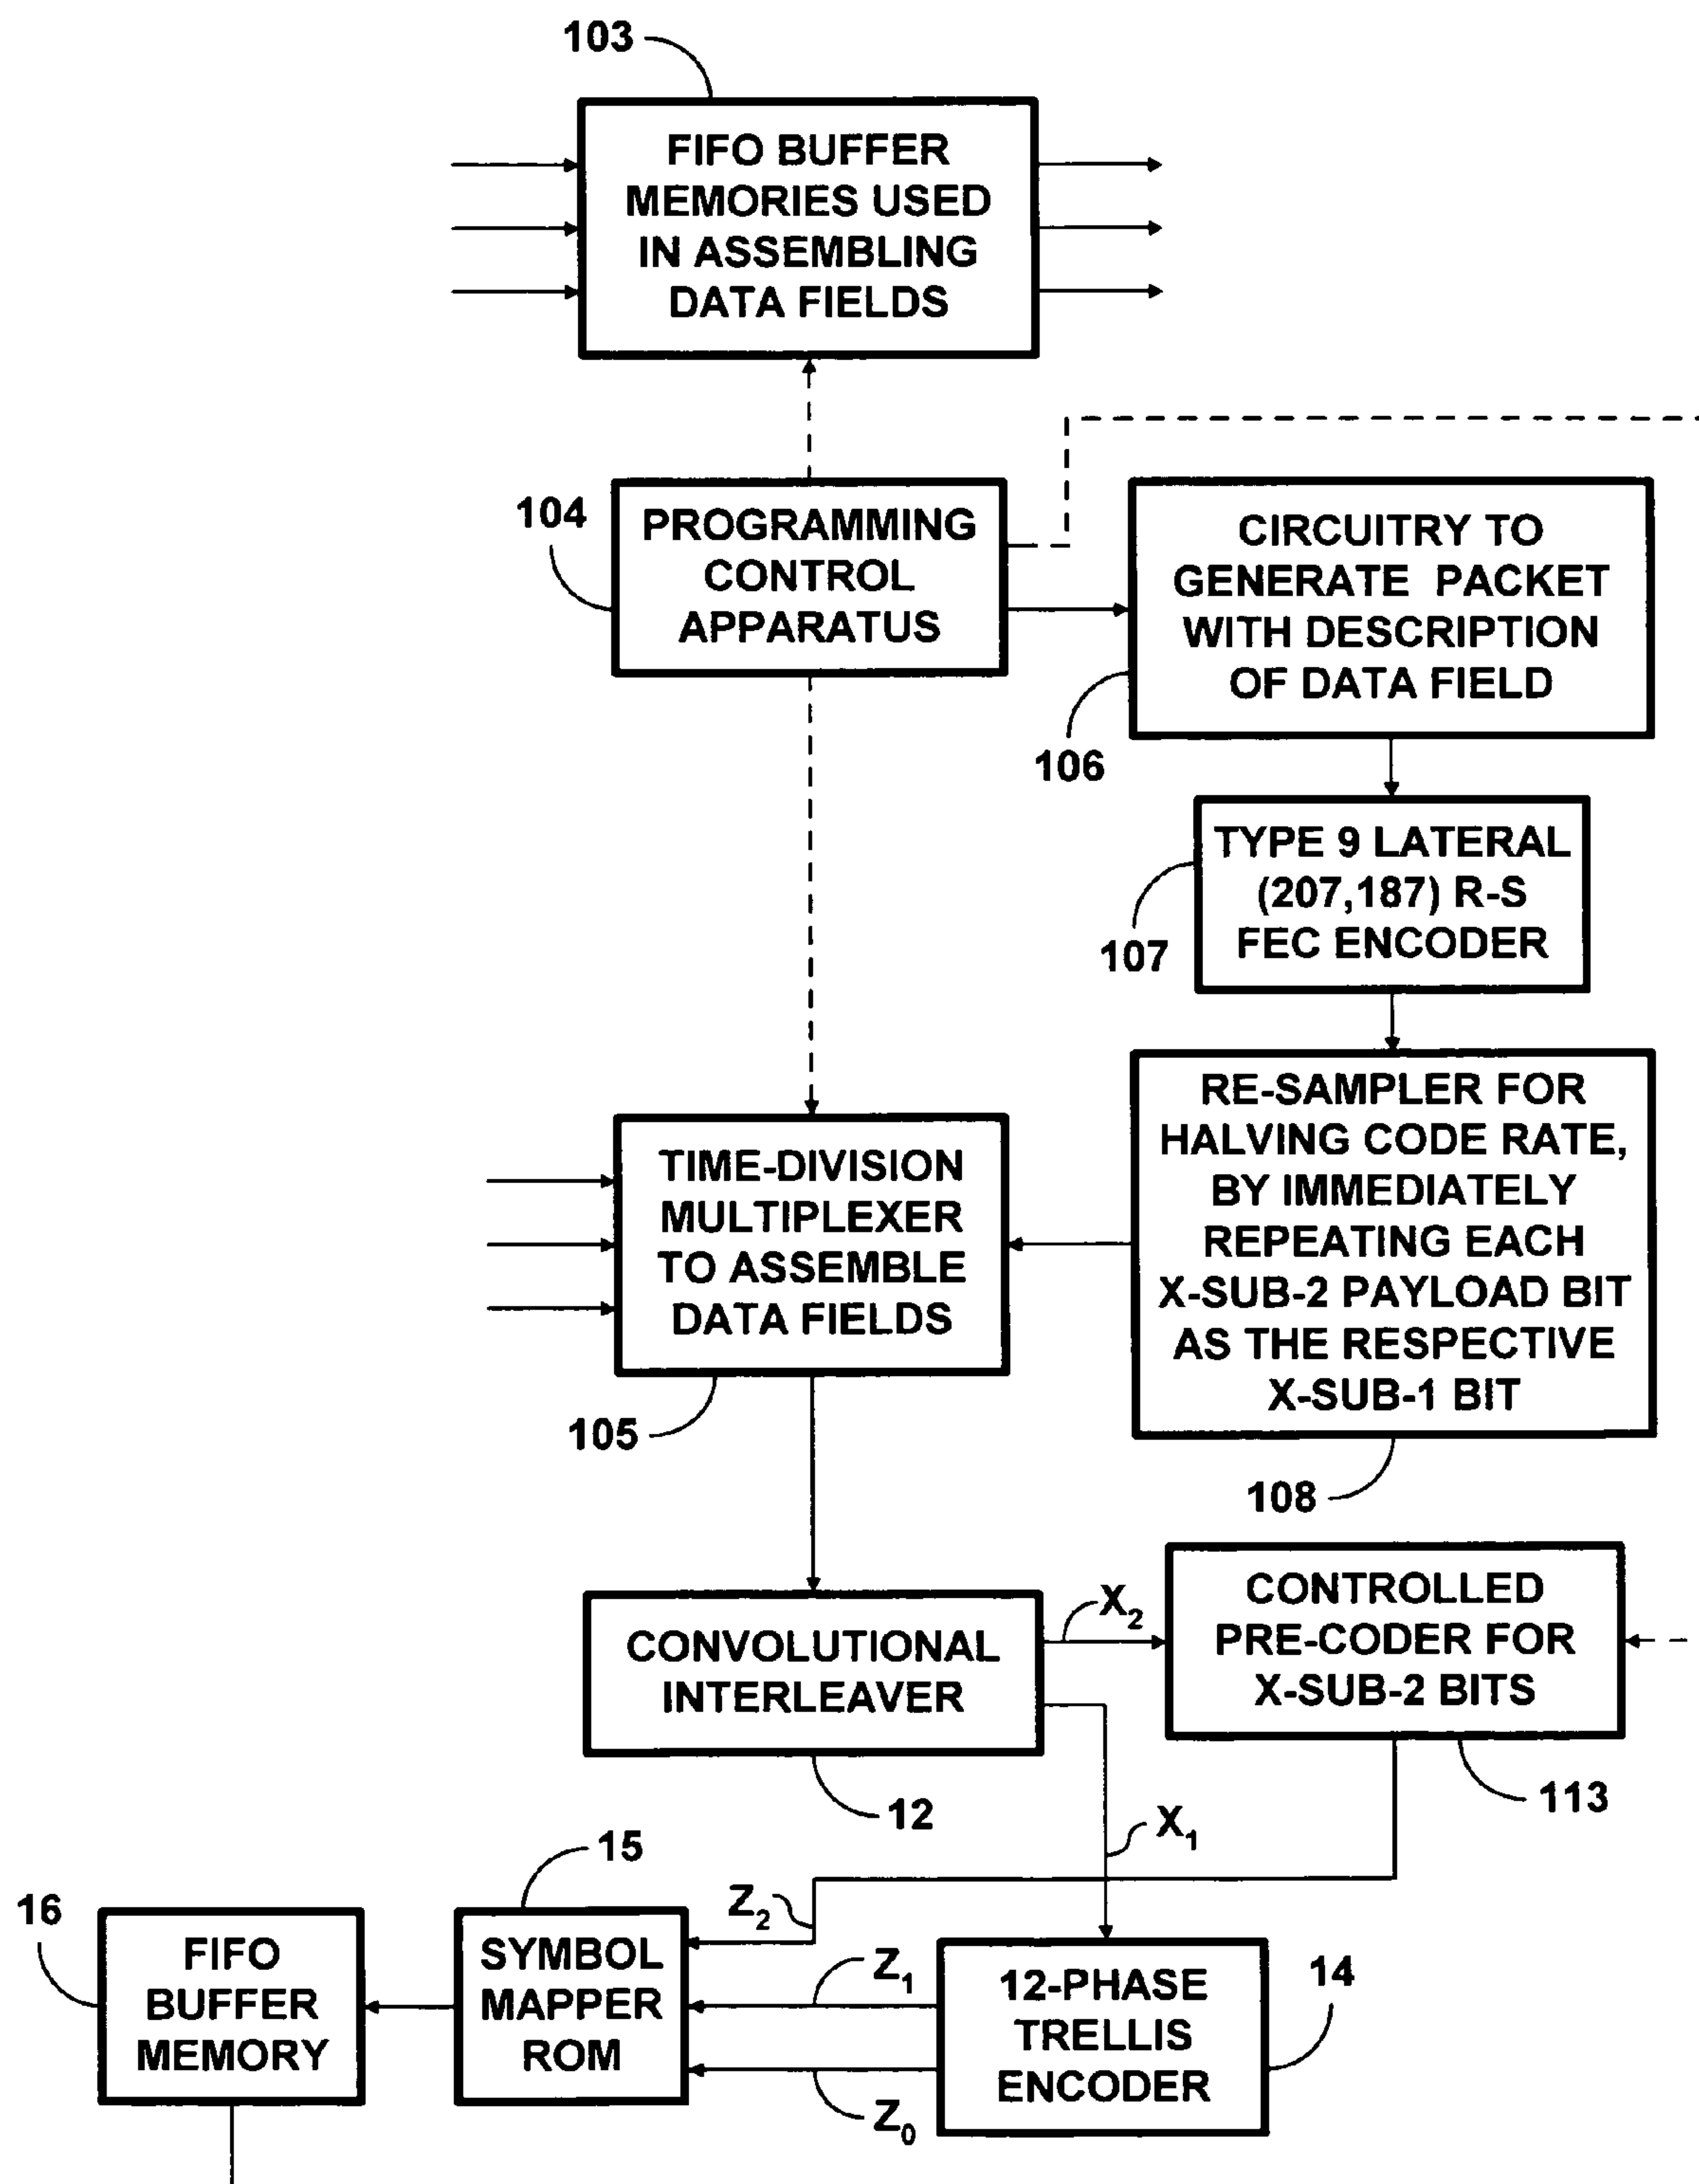 103
FIFO BUFFER
MEMORIES USED
IN ASSEMBLING
DATA FIELDS
104
PROGRAMMING
CONTROL
APPARATUS
CIRCUITRY TO
GENERATE PACKET
WITH DESCRIPTION
OF DATA FIELD
106
TYPE 9 LATERAL
(207,187) R-S
FEC ENCODER
107
TIME-DIVISION
MULTIPLEXER
TO ASSEMBLE
DATA FIELDS
105
RE-SAMPLER FOR
HALVING CODE RATE,
BY IMMEDIATELY
REPEATING EACH
X-SUB-2 PAYLOAD BIT
AS THE RESPECTIVE
X-SUB-1 BIT
108
CONVOLUTIONAL
INTERLEAVER
12
X₂
CONTROLLED
PRE-CODER FOR
X-SUB-2 BITS
113
X₁
16
FIFO
BUFFER
MEMORY
15
SYMBOL
MAPPER
ROM
Z₂
Z₁
Z₀
12-PHASE
TRELLIS
ENCODER
14